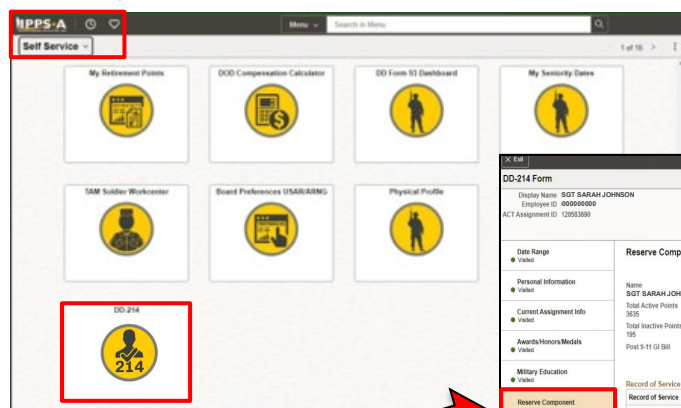 IPPS-A
Menu
Search in Menu
Self Service
1 of 16
My Retirement Points
DOD Compensation Calculator
DD Form 93 Dashboard
My Seniority Dates
TAM Soldier Workcenter
Board Preferences USAR/ARNG
Physical Profile
DD-214
214
Exit
DD-214 Form
Display Name SGT SARAH JOHNSON
Employee ID 000000000
ACT Assignment ID 120583690
Date Range
Visited
Personal Information
Visited
Current Assignment Info
Visited
Awards/Honors/Medals
Visited
Military Education
Visited
Reserve Component
Reserve Comp
Name
SGT SARAH JOH
Total Active Points
3635
Total Inactive Points
195
Post 9-11 GI Bill
Record of Service
Record of Service